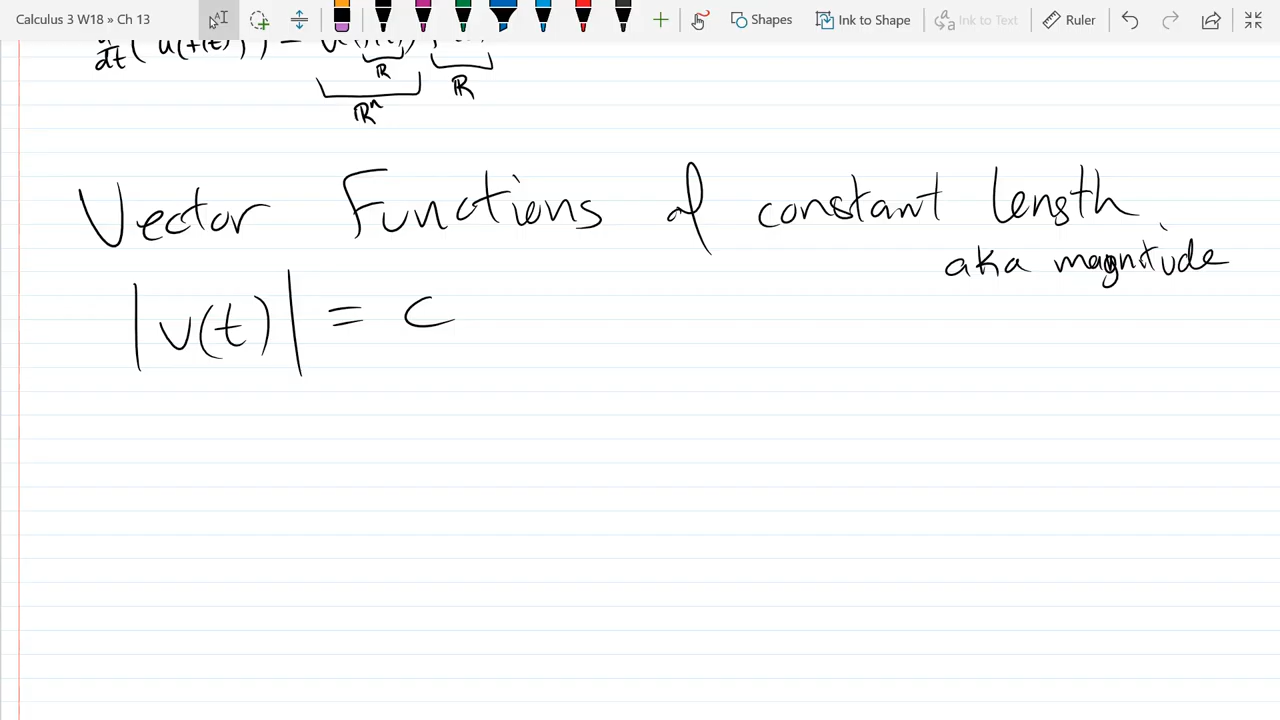 Calculus 3 W18 » Ch 13
Shapes Ink to Shape Ink to Text Ruler
ℝ ℝ
ℝⁿ
Vector Functions of constant length
aka magnitude
|v(t)| = c